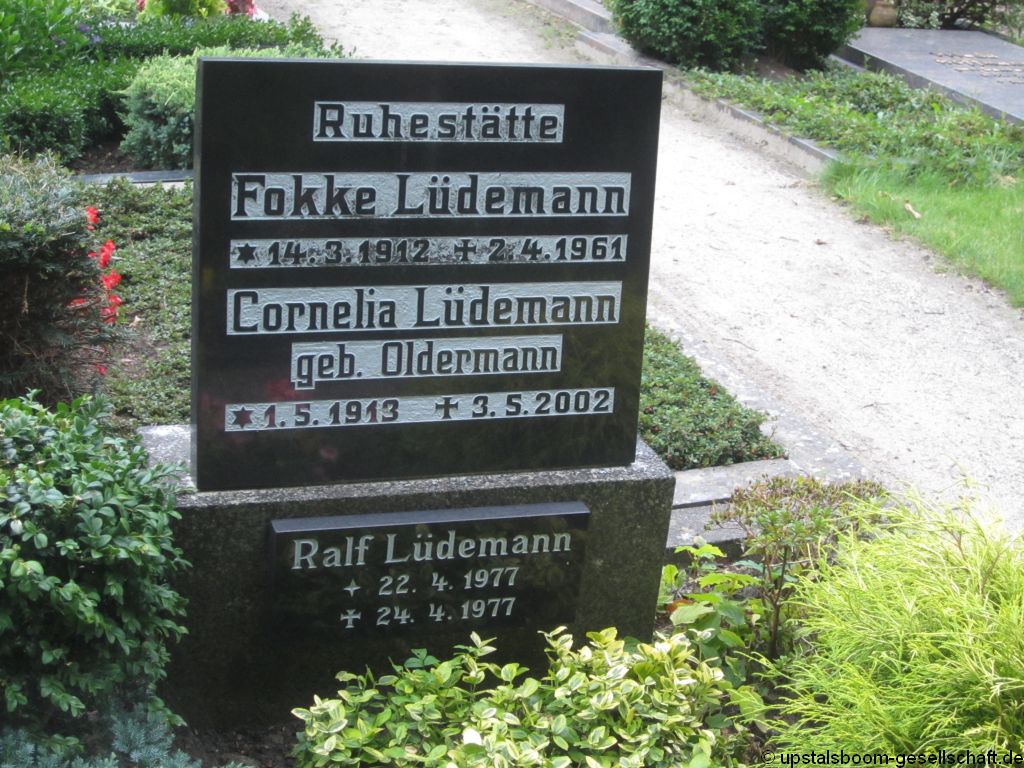 Ruhestätte
Fokke Lüdemann
✶ 14.3.1912 ✝ 2.4.1961
Cornelia Lüdemann
geb. Oldermann
✶ 1.5.1913 ✝ 3.5.2002
Ralf Lüdemann
✦ 22. 4. 1977
✝ 24. 4. 1977
© upstalsboom-gesellschaft.de